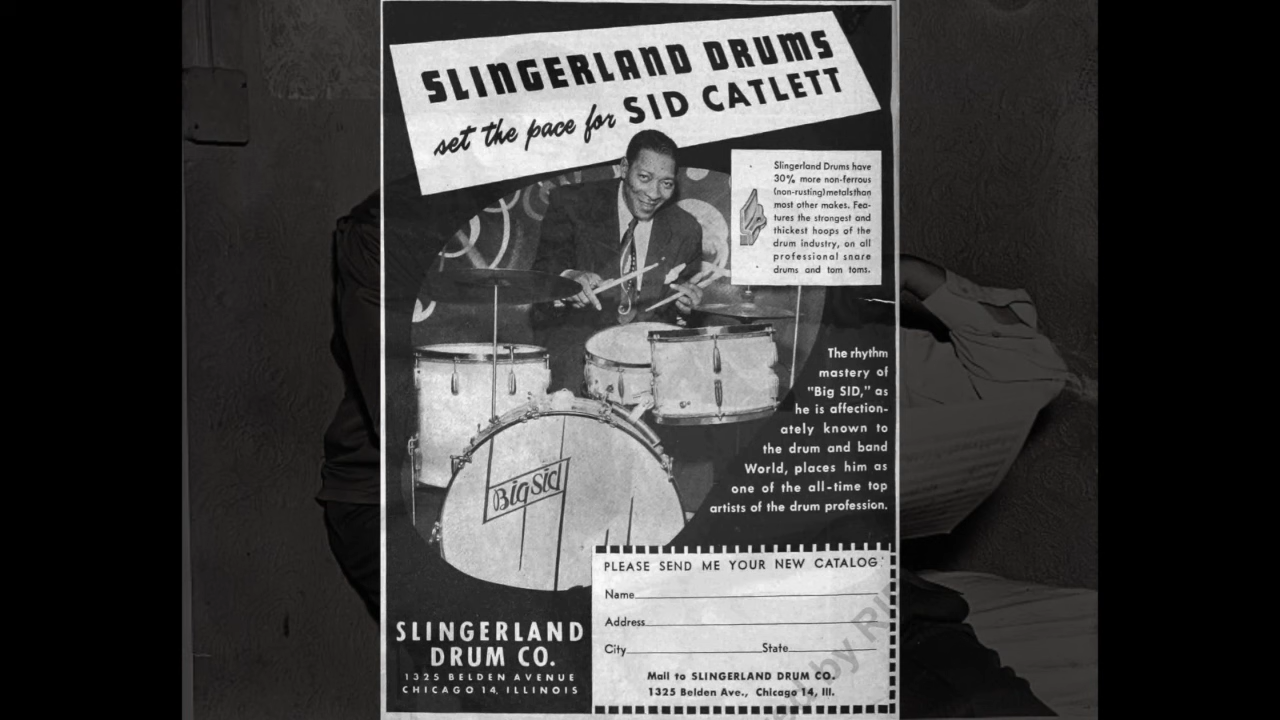 SLINGERLAND DRUMS
set the pace for SID CATLETT
Slingerland Drums have
30% more non-ferrous
(non-rusting) metals than
most other makes. Fea-
tures the strongest and
thickest hoops of the
drum industry, on all
professional snare
drums and tom toms.
The rhythm
mastery of
"Big SID," as
he is affection-
ately known to
the drum and band
World, places him as
one of the all-time top
artists of the drum profession.
Big Sid
PLEASE SEND ME YOUR NEW CATALOG
Name
Address
City State
Mail to SLINGERLAND DRUM CO.
1325 Belden Ave., Chicago 14, Ill.
SLINGERLAND
DRUM CO.
1325 BELDEN AVENUE
CHICAGO 14, ILLINOIS
by